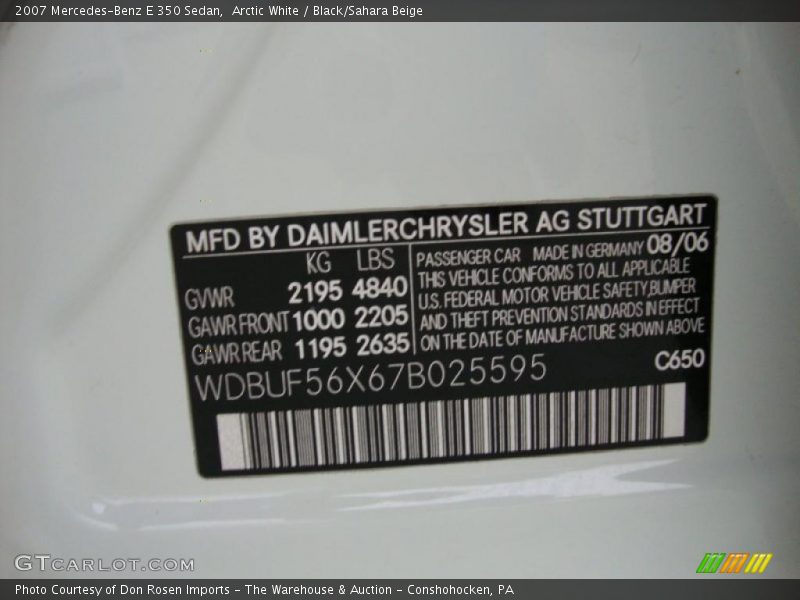 2007 Mercedes-Benz E 350 Sedan,  Arctic White / Black/Sahara Beige
MFD BY DAIMLERCHRYSLER AG STUTTGART
KG LBS
GVWR 2195 4840
GAWR FRONT 1000 2205
GAWR REAR 1195 2635
PASSENGER CAR MADE IN GERMANY 08/06
THIS VEHICLE CONFORMS TO ALL APPLICABLE
U.S. FEDERAL MOTOR VEHICLE SAFETY,BUMPER
AND THEFT PREVENTION STANDARDS IN EFFECT
ON THE DATE OF MANUFACTURE SHOWN ABOVE
WDBUF56X67B025595
C650
GTCARLOT.COM
Photo Courtesy of Don Rosen Imports - The Warehouse & Auction - Conshohocken, PA